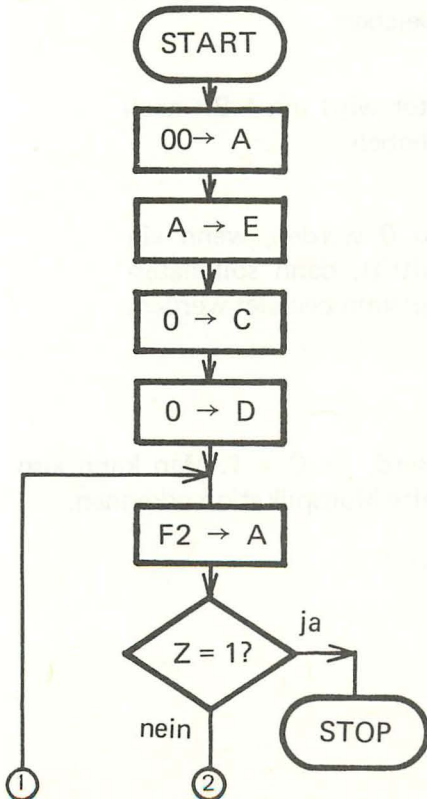 START
00 → A
A → E
0 → C
0 → D
F2 → A
Z = 1?
ja
nein
STOP
1
2